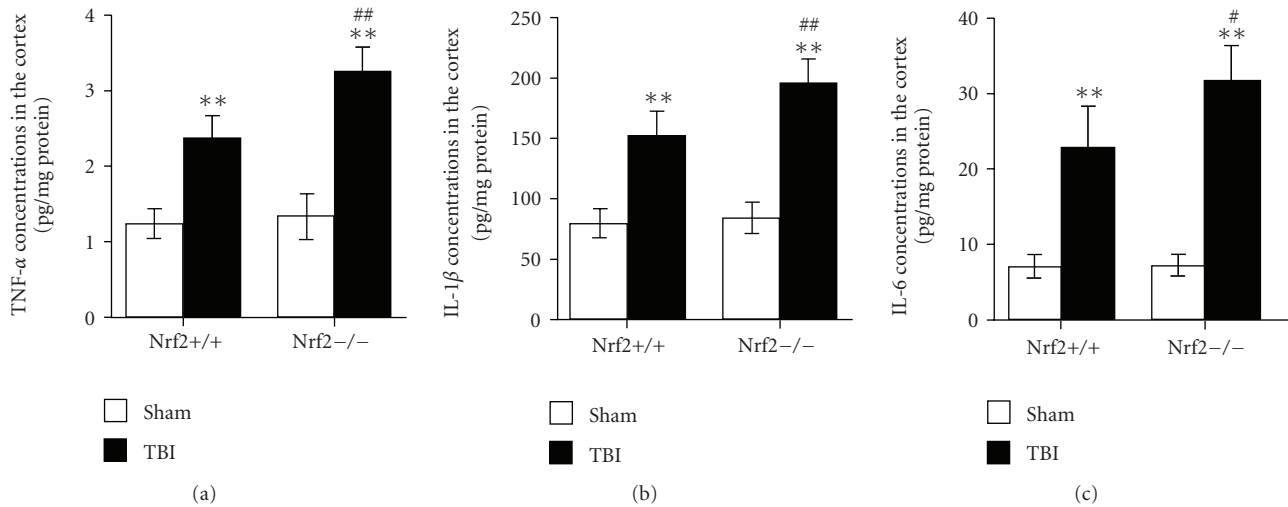 TNF-α concentrations in the cortex
(pg/mg protein)
4
3
2
1
0
**
##
**
Nrf2+/+
Nrf2−/−
Sham
TBI
(a)
IL-1β concentrations in the cortex
(pg/mg protein)
250
200
150
100
50
0
**
##
**
Nrf2+/+
Nrf2−/−
Sham
TBI
(b)
IL-6 concentrations in the cortex
(pg/mg protein)
40
30
20
10
0
**
#
**
Nrf2+/+
Nrf2−/−
Sham
TBI
(c)